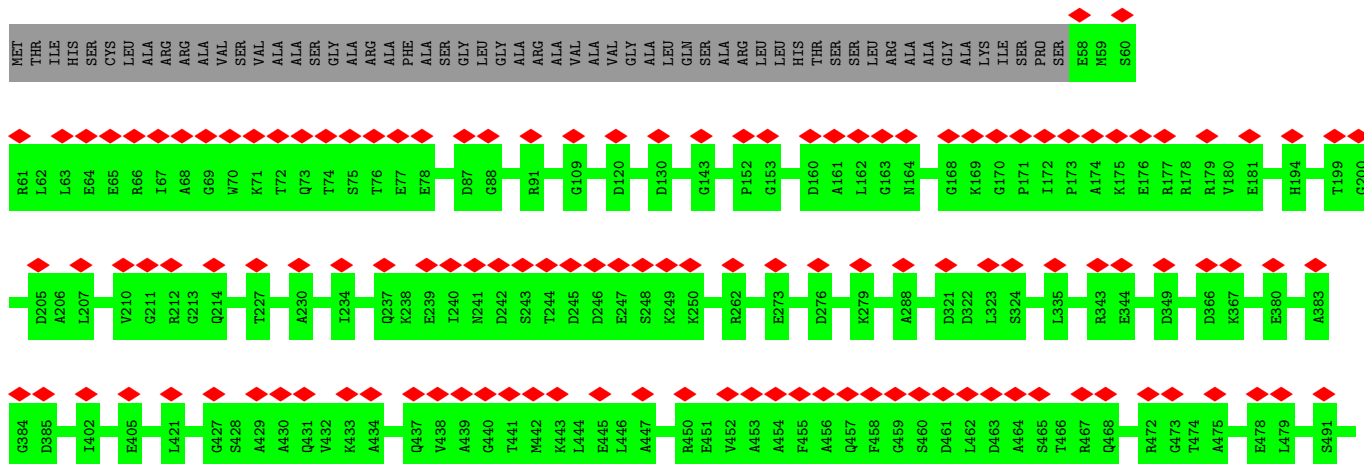 MET THR ILE HIS SER CYS LEU ALA ARG ARG ALA VAL SER VAL ALA ALA SER GLY ALA ARG PHE ALA SER GLY LEU GLY ALA ARG ALA VAL ALA VAL GLY ALA LEU GLN SER ALA ARG LEU LEU HIS THR SER SER LEU ARG ALA ALA GLY ALA LYS ILE SER PRO SER E58 M59 S60
R61 L62 L63 E64 E65 R66 I67 A68 G69 W70 K71 T72 Q73 T74 S75 T76 E77 E78 D87 G88 R91 G109 D120 D130 G143 P152 G153 D160 A161 L162 G163 N164 G168 K169 G170 P171 I172 P173 A174 K175 E176 R177 R178 R179 V180 E181 H194 T199 G200
D205 A206 L207 V210 G211 R212 G213 Q214 T227 A230 I234 Q237 K238 E239 I240 N241 D242 S243 T244 D245 D246 E247 S248 K249 K250 R262 E273 D276 K279 A288 D321 D322 L323 S324 L335 R343 E344 D349 D366 K367 E380 A383
G384 D385 I402 E405 L421 G427 S428 A429 A430 Q431 V432 K433 A434 Q437 V438 A439 G440 T441 M442 K443 L444 E445 L446 A447 R450 E451 V452 A453 A454 F455 A456 Q457 F458 G459 S460 D461 L462 D463 A464 S465 T466 R467 Q468 R472 G473 T474 A475 E478 L479 S491